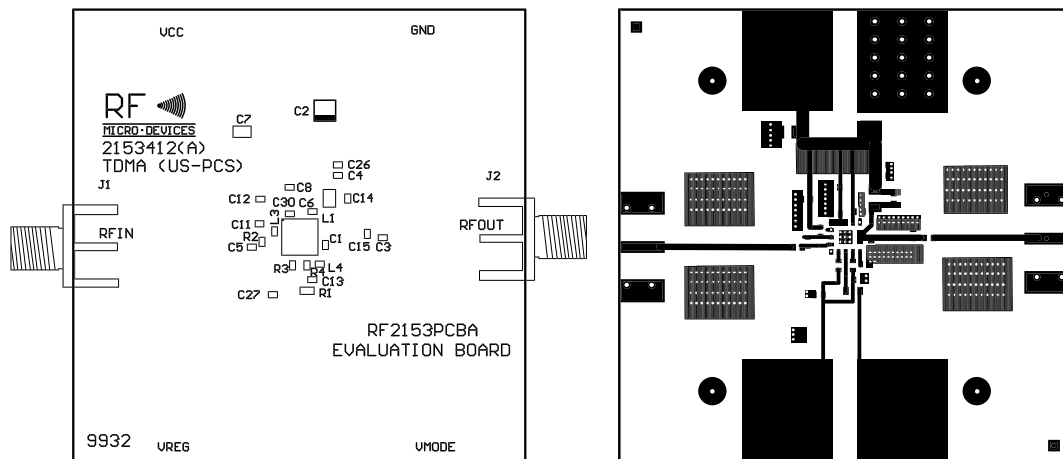 VCC
GND
RF
MICRO·DEVICES
2153412(A)
TDMA (US-PCS)
C7
C2
C26
C4
J1
J2
C8
C12
C14
C30
C6
L3
L1
C11
RFIN
RFOUT
R2
C5
C1
C15
C3
R3
R4
L4
C13
C27
R1
RF2153PCBA
EVALUATION BOARD
9932
VREG
VMODE